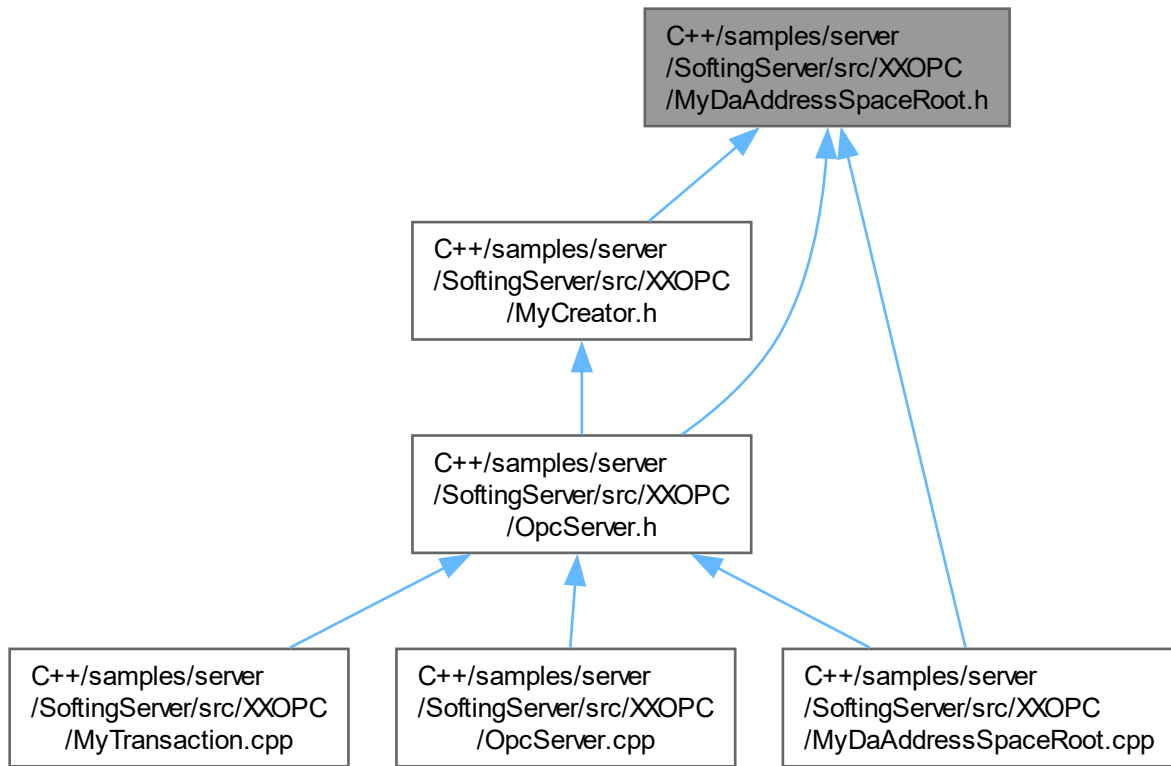 C++/samples/server
/SoftingServer/src/XXOPC
/MyDaAddressSpaceRoot.h
C++/samples/server
/SoftingServer/src/XXOPC
/MyCreator.h
C++/samples/server
/SoftingServer/src/XXOPC
/OpcServer.h
C++/samples/server
/SoftingServer/src/XXOPC
/MyTransaction.cpp
C++/samples/server
/SoftingServer/src/XXOPC
/OpcServer.cpp
C++/samples/server
/SoftingServer/src/XXOPC
/MyDaAddressSpaceRoot.cpp